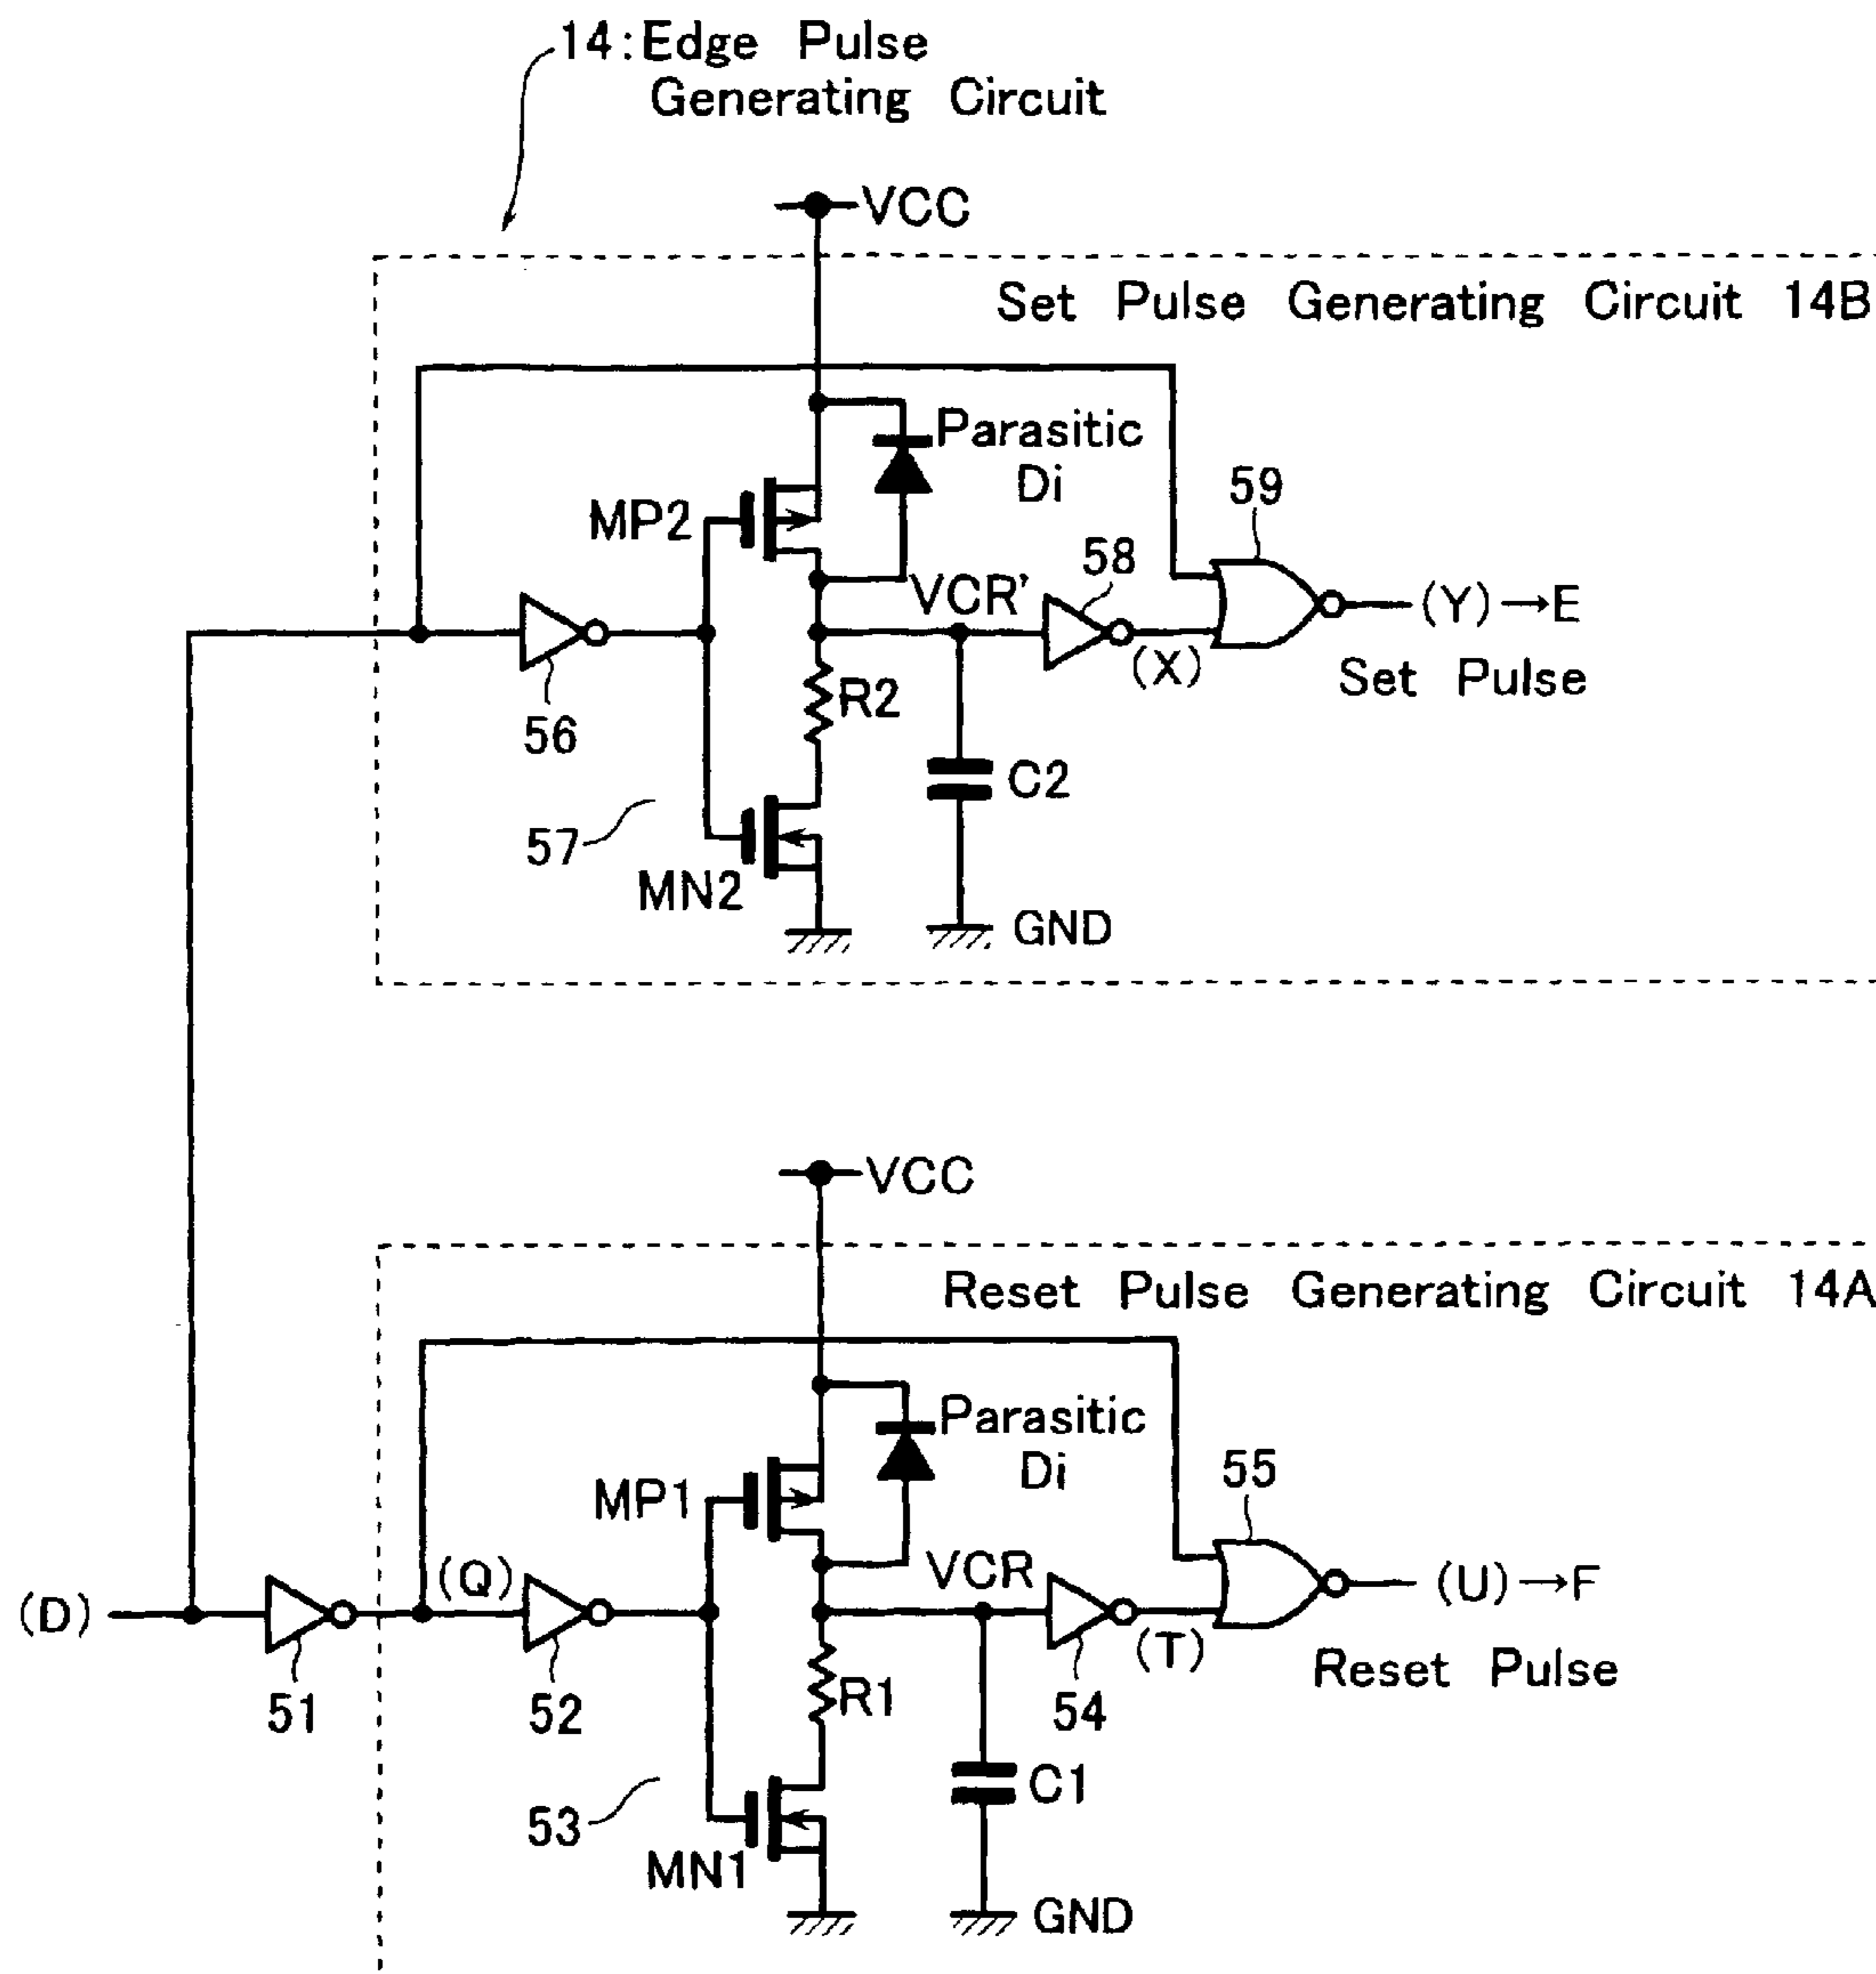 14:Edge Pulse
Generating Circuit
VCC
Set Pulse Generating Circuit 14B
Parasitic
Di
MP2
59
58
VCR'
(Y)→E
(X)
Set Pulse
R2
56
C2
57
MN2
GND
VCC
Reset Pulse Generating Circuit 14A
Parasitic
Di
MP1
55
(Q)
VCR
(U)→F
(D)
(T)
Reset Pulse
51
52
R1
54
C1
53
MN1
GND